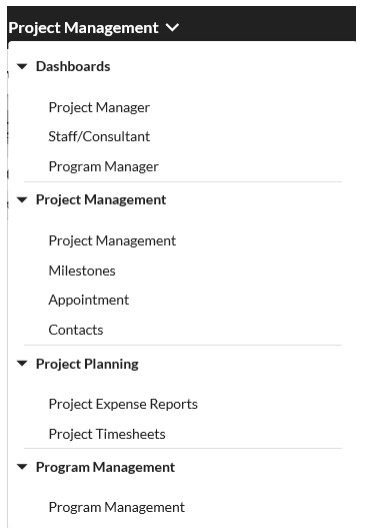 Project Management
Dashboards
Project Manager
Staff/Consultant
Program Manager
Project Management
Project Management
Milestones
Appointment
Contacts
Project Planning
Project Expense Reports
Project Timesheets
Program Management
Program Management